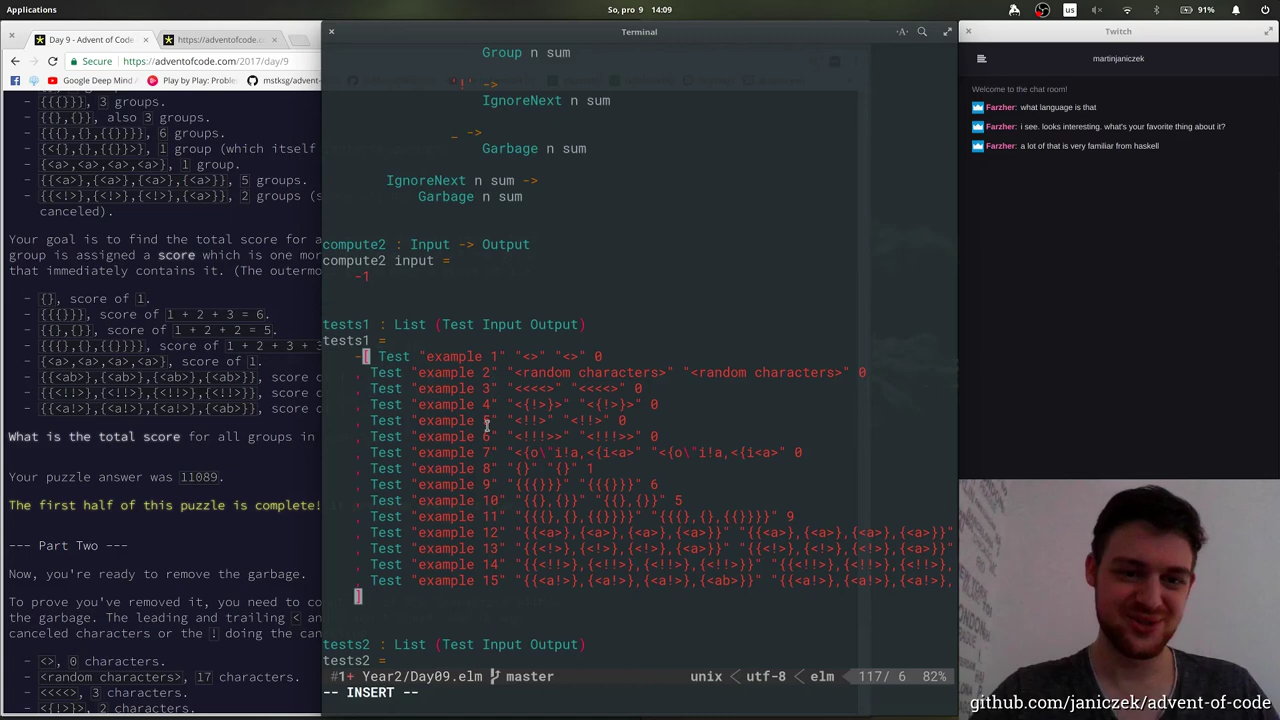 Applications
So, pro 9 14:09
us
91%
Day 9 - Advent of Code
https://adventofcode.co
Secure
https://adventofcode.com/2017/day/9
Google Deep Mind
Play by Play: Proble
mstksg/advent-of-code
- {{{}}}, 3 groups.
- {{},{}}, also 3 groups.
- {{{},{},{{}}}}, 6 groups.
- {<{},{},{{}}>}, 1 group (which itself
- {<a>,<a>,<a>,<a>}, 1 group.
- {{<a>},{<a>},{<a>},{<a>}}, 5 groups.
- {{<!>},{<!>},{<!>},{<a>}}, 2 groups (s
canceled).
Your goal is to find the total score for a
group is assigned a score which is one mor
that immediately contains it. (The outermo
- {}, score of 1.
- {{{}}}, score of 1 + 2 + 3 = 6.
- {{},{}}, score of 1 + 2 + 2 = 5.
- {{{},{},{{}}}}, score of 1 + 2 + 3 + 3
- {<a>,<a>,<a>,<a>}, score of 1.
- {{<ab>},{<ab>},{<ab>},{<ab>}}, score o
- {{<!!>},{<!!>},{<!!>},{<!!>}}, score o
- {{<a!>},{<a!>},{<a!>},{<ab>}}, score o
What is the total score for all groups in
Your puzzle answer was 11089.
The first half of this puzzle is complete!
--- Part Two ---
Now, you're ready to remove the garbage.
To prove you've removed it, you need to co
the garbage. The leading and trailing < an
canceled characters or the ! doing the can
- <>, 0 characters.
- <random characters>, 17 characters.
- <<<<>, 3 characters.
- <{!>}>, 2 characters.
Terminal
Group n sum
'!' ->
IgnoreNext n sum
_ ->
Garbage n sum
IgnoreNext n sum ->
Garbage n sum
compute2 : Input -> Output
compute2 input =
-1
tests1 : List (Test Input Output)
tests1 =
-[ Test "example 1" "<>" "<>" 0
, Test "example 2" "<random characters>" "<random characters>" 0
, Test "example 3" "<<<<>" "<<<<>" 0
, Test "example 4" "<{!>}>" "<{!>}>" 0
, Test "example 5" "<!!>" "<!!>" 0
, Test "example 6" "<!!!>>" "<!!!>>" 0
, Test "example 7" "<{o\"i!a,<{i<a>" "<{o\"i!a,<{i<a>" 0
, Test "example 8" "{}" "{}" 1
, Test "example 9" "{{{}}}" "{{{}}}" 6
, Test "example 10" "{{},{}}" "{{},{}}" 5
, Test "example 11" "{{{},{},{{}}}}" "{{{},{},{{}}}}" 9
, Test "example 12" "{{<a>},{<a>},{<a>},{<a>}}" "{{<a>},{<a>},{<a>},{<a>}}"
, Test "example 13" "{{<!>},{<!>},{<!>},{<a>}}" "{{<!>},{<!>},{<!>},{<a>}}"
, Test "example 14" "{{<!!>},{<!!>},{<!!>},{<!!>}}" "{{<!!>},{<!!>},{<!!>},
, Test "example 15" "{{<a!>},{<a!>},{<a!>},{<ab>}}" "{{<a!>},{<a!>},{<a!>},
]
tests2 : List (Test Input Output)
tests2 =
#1+ Year2/Day09.elm master
unix < utf-8 < elm
117/ 6 82%
-- INSERT --
Twitch
martinjaniczek
Welcome to the chat room!
Farzher: what language is that
Farzher: i see. looks interesting. what's your favorite thing about it?
Farzher: a lot of that is very familiar from haskell
github.com/janiczek/advent-of-code